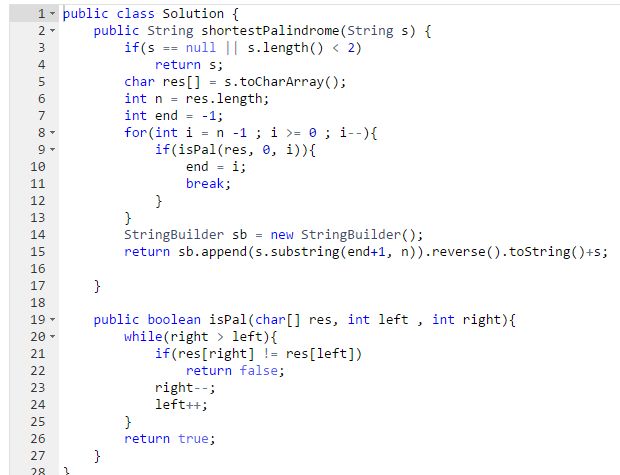 1 public class Solution {
2     public String shortestPalindrome(String s) {
3         if(s == null || s.length() < 2)
4             return s;
5         char res[] = s.toCharArray();
6         int n = res.length;
7         int end = -1;
8         for(int i = n -1 ; i >= 0 ; i--){
9             if(isPal(res, 0, i)){
10                 end = i;
11                 break;
12             }
13         }
14         StringBuilder sb = new StringBuilder();
15         return sb.append(s.substring(end+1, n)).reverse().toString()+s;
16
17     }
18
19     public boolean isPal(char[] res, int left , int right){
20         while(right > left){
21             if(res[right] != res[left])
22                 return false;
23             right--;
24             left++;
25         }
26         return true;
27     }
28 }